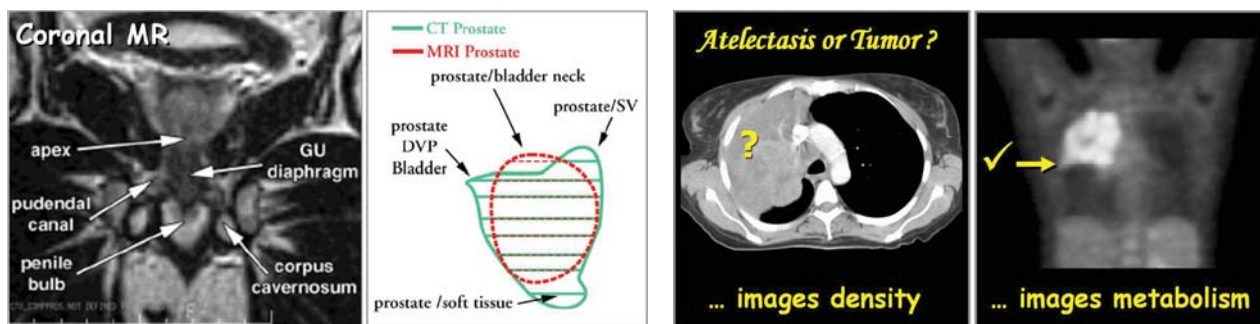 Coronal MR
apex
GU
diaphragm
pudendal
canal
penile
bulb
corpus
cavernosum
CT Prostate
MRI Prostate
prostate/bladder neck
prostate/SV
prostate
DVP
Bladder
prostate /soft tissue
Atelectasis or Tumor ?
?
... images density
... images metabolism